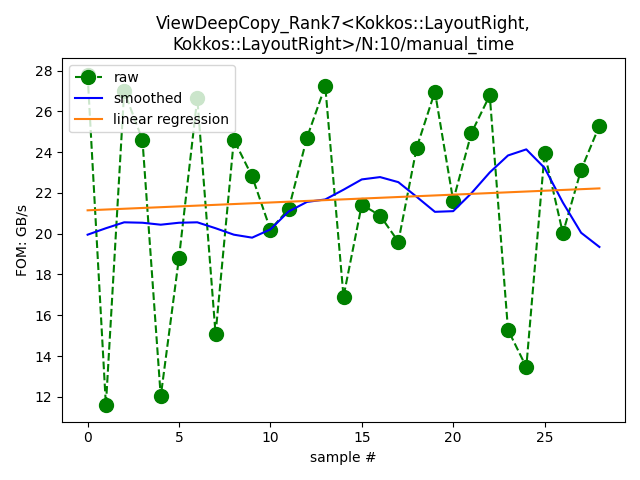 ViewDeepCopy_Rank7<Kokkos::LayoutRight,
Kokkos::LayoutRight>/N:10/manual_time
raw
smoothed
linear regression
FOM: GB/s
28
26
24
22
20
18
16
14
12
0 5 10 15 20 25
sample #